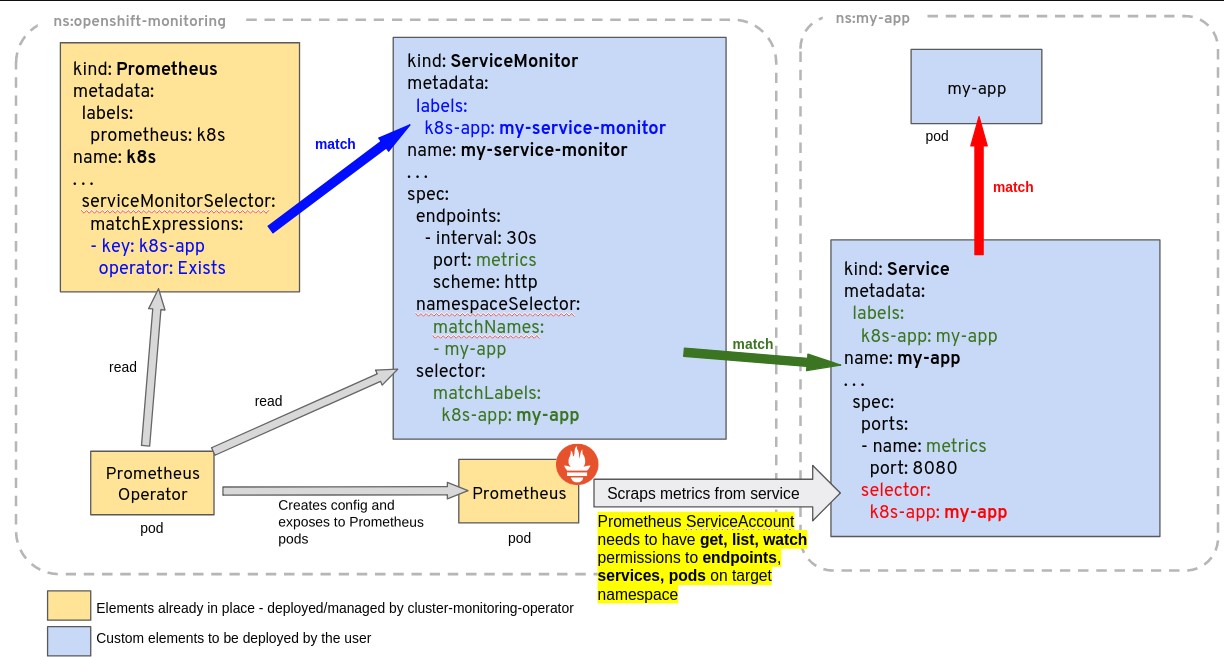 ns:openshift-monitoring
kind: Prometheus
metadata:
labels:
prometheus: k8s
name: k8s
...
serviceMonitorSelector:
matchExpressions:
- key: k8s-app
operator: Exists
match
kind: ServiceMonitor
metadata:
labels:
k8s-app: my-service-monitor
name: my-service-monitor
...
spec:
endpoints:
- interval: 30s
port: metrics
scheme: http
namespaceSelector:
matchNames:
- my-app
selector:
matchLabels:
k8s-app: my-app
read
read
Prometheus
Operator
pod
Creates config and
exposes to Prometheus
pods
Prometheus
pod
Scraps metrics from service
Prometheus ServiceAccount
needs to have get, list, watch
permissions to endpoints,
services, pods on target
namespace
match
ns:my-app
my-app
pod
match
kind: Service
metadata:
labels:
k8s-app: my-app
name: my-app
...
spec:
ports:
- name: metrics
port: 8080
selector:
k8s-app: my-app
Elements already in place - deployed/managed by cluster-monitoring-operator
Custom elements to be deployed by the user